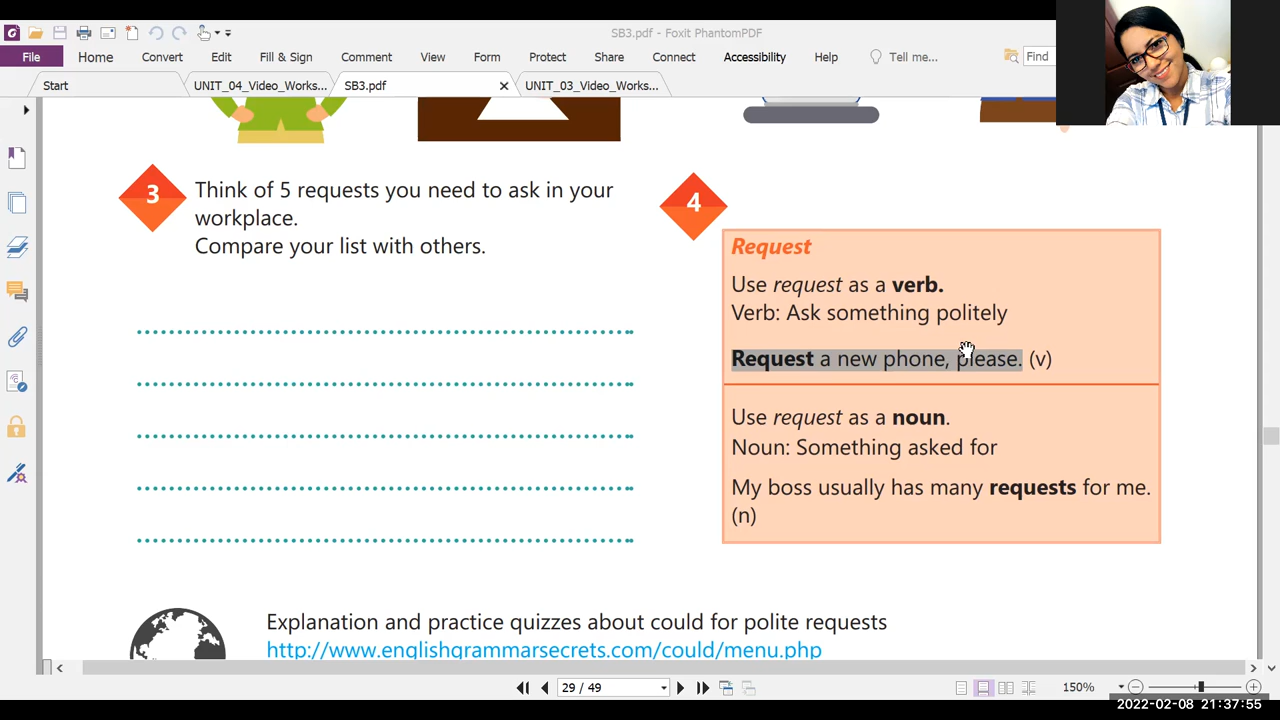 SB3.pdf - Foxit PhantomPDF
File Home Convert Edit Fill & Sign Comment View Form Protect Share Connect Accessibility Help Tell me... Find
Start UNIT_04_Video_Works... SB3.pdf UNIT_03_Video_Works...
3
Think of 5 requests you need to ask in your
workplace.
Compare your list with others.
4
Request
Use request as a verb.
Verb: Ask something politely
Request a new phone, please. (v)
Use request as a noun.
Noun: Something asked for
My boss usually has many requests for me.
(n)
Explanation and practice quizzes about could for polite requests
http://www.englishgrammarsecrets.com/could/menu.php
29 / 49
150%
2022-02-08 21:37:55